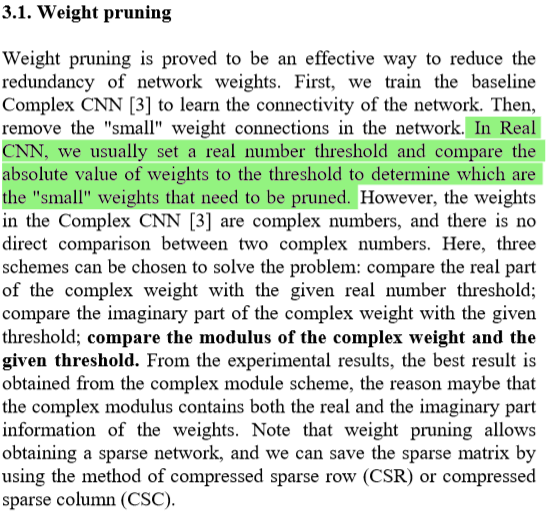 3.1. Weight pruning
Weight pruning is proved to be an effective way to reduce the
redundancy of network weights. First, we train the baseline
Complex CNN [3] to learn the connectivity of the network. Then,
remove the "small" weight connections in the network. In Real
CNN, we usually set a real number threshold and compare the
absolute value of weights to the threshold to determine which are
the "small" weights that need to be pruned. However, the weights
in the Complex CNN [3] are complex numbers, and there is no
direct comparison between two complex numbers. Here, three
schemes can be chosen to solve the problem: compare the real part
of the complex weight with the given real number threshold;
compare the imaginary part of the complex weight with the given
threshold; compare the modulus of the complex weight and the
given threshold. From the experimental results, the best result is
obtained from the complex module scheme, the reason maybe that
the complex modulus contains both the real and the imaginary part
information of the weights. Note that weight pruning allows
obtaining a sparse network, and we can save the sparse matrix by
using the method of compressed sparse row (CSR) or compressed
sparse column (CSC).